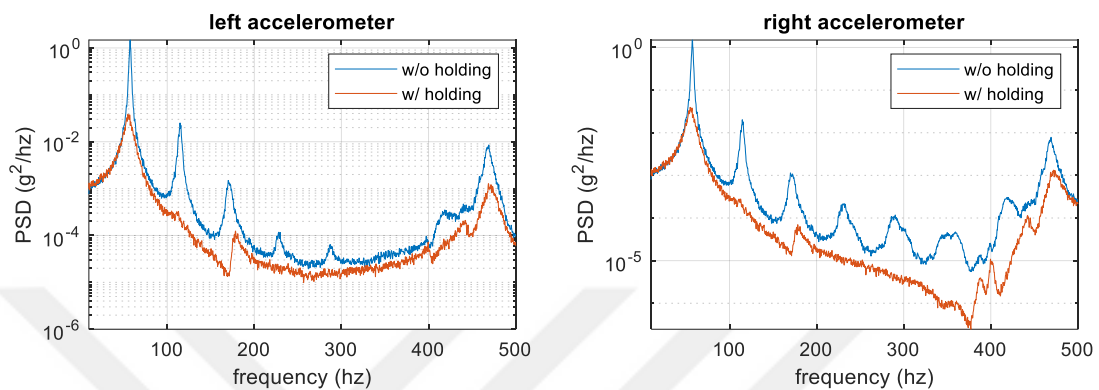 left accelerometer
10^0
10^-2
10^-4
10^-6
PSD (g^2/hz)
w/o holding
w/ holding
100 200 300 400 500
frequency (hz)
right accelerometer
10^0
10^-5
PSD (g^2/hz)
w/o holding
w/ holding
100 200 300 400 500
frequency (hz)